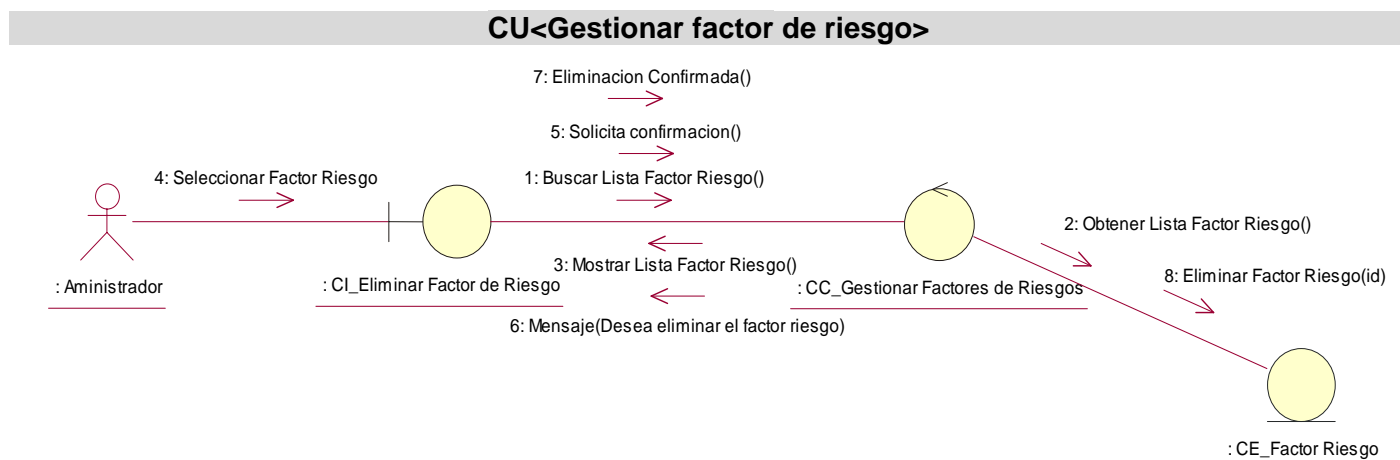 CU<Gestionar factor de riesgo>
7: Eliminacion Confirmada()
5: Solicita confirmacion()
4: Seleccionar Factor Riesgo
1: Buscar Lista Factor Riesgo()
2: Obtener Lista Factor Riesgo()
3: Mostrar Lista Factor Riesgo()
8: Eliminar Factor Riesgo(id)
: Aministrador
: CI_Eliminar Factor de Riesgo
: CC_Gestionar Factores de Riesgos
6: Mensaje(Desea eliminar el factor riesgo)
: CE_Factor Riesgo